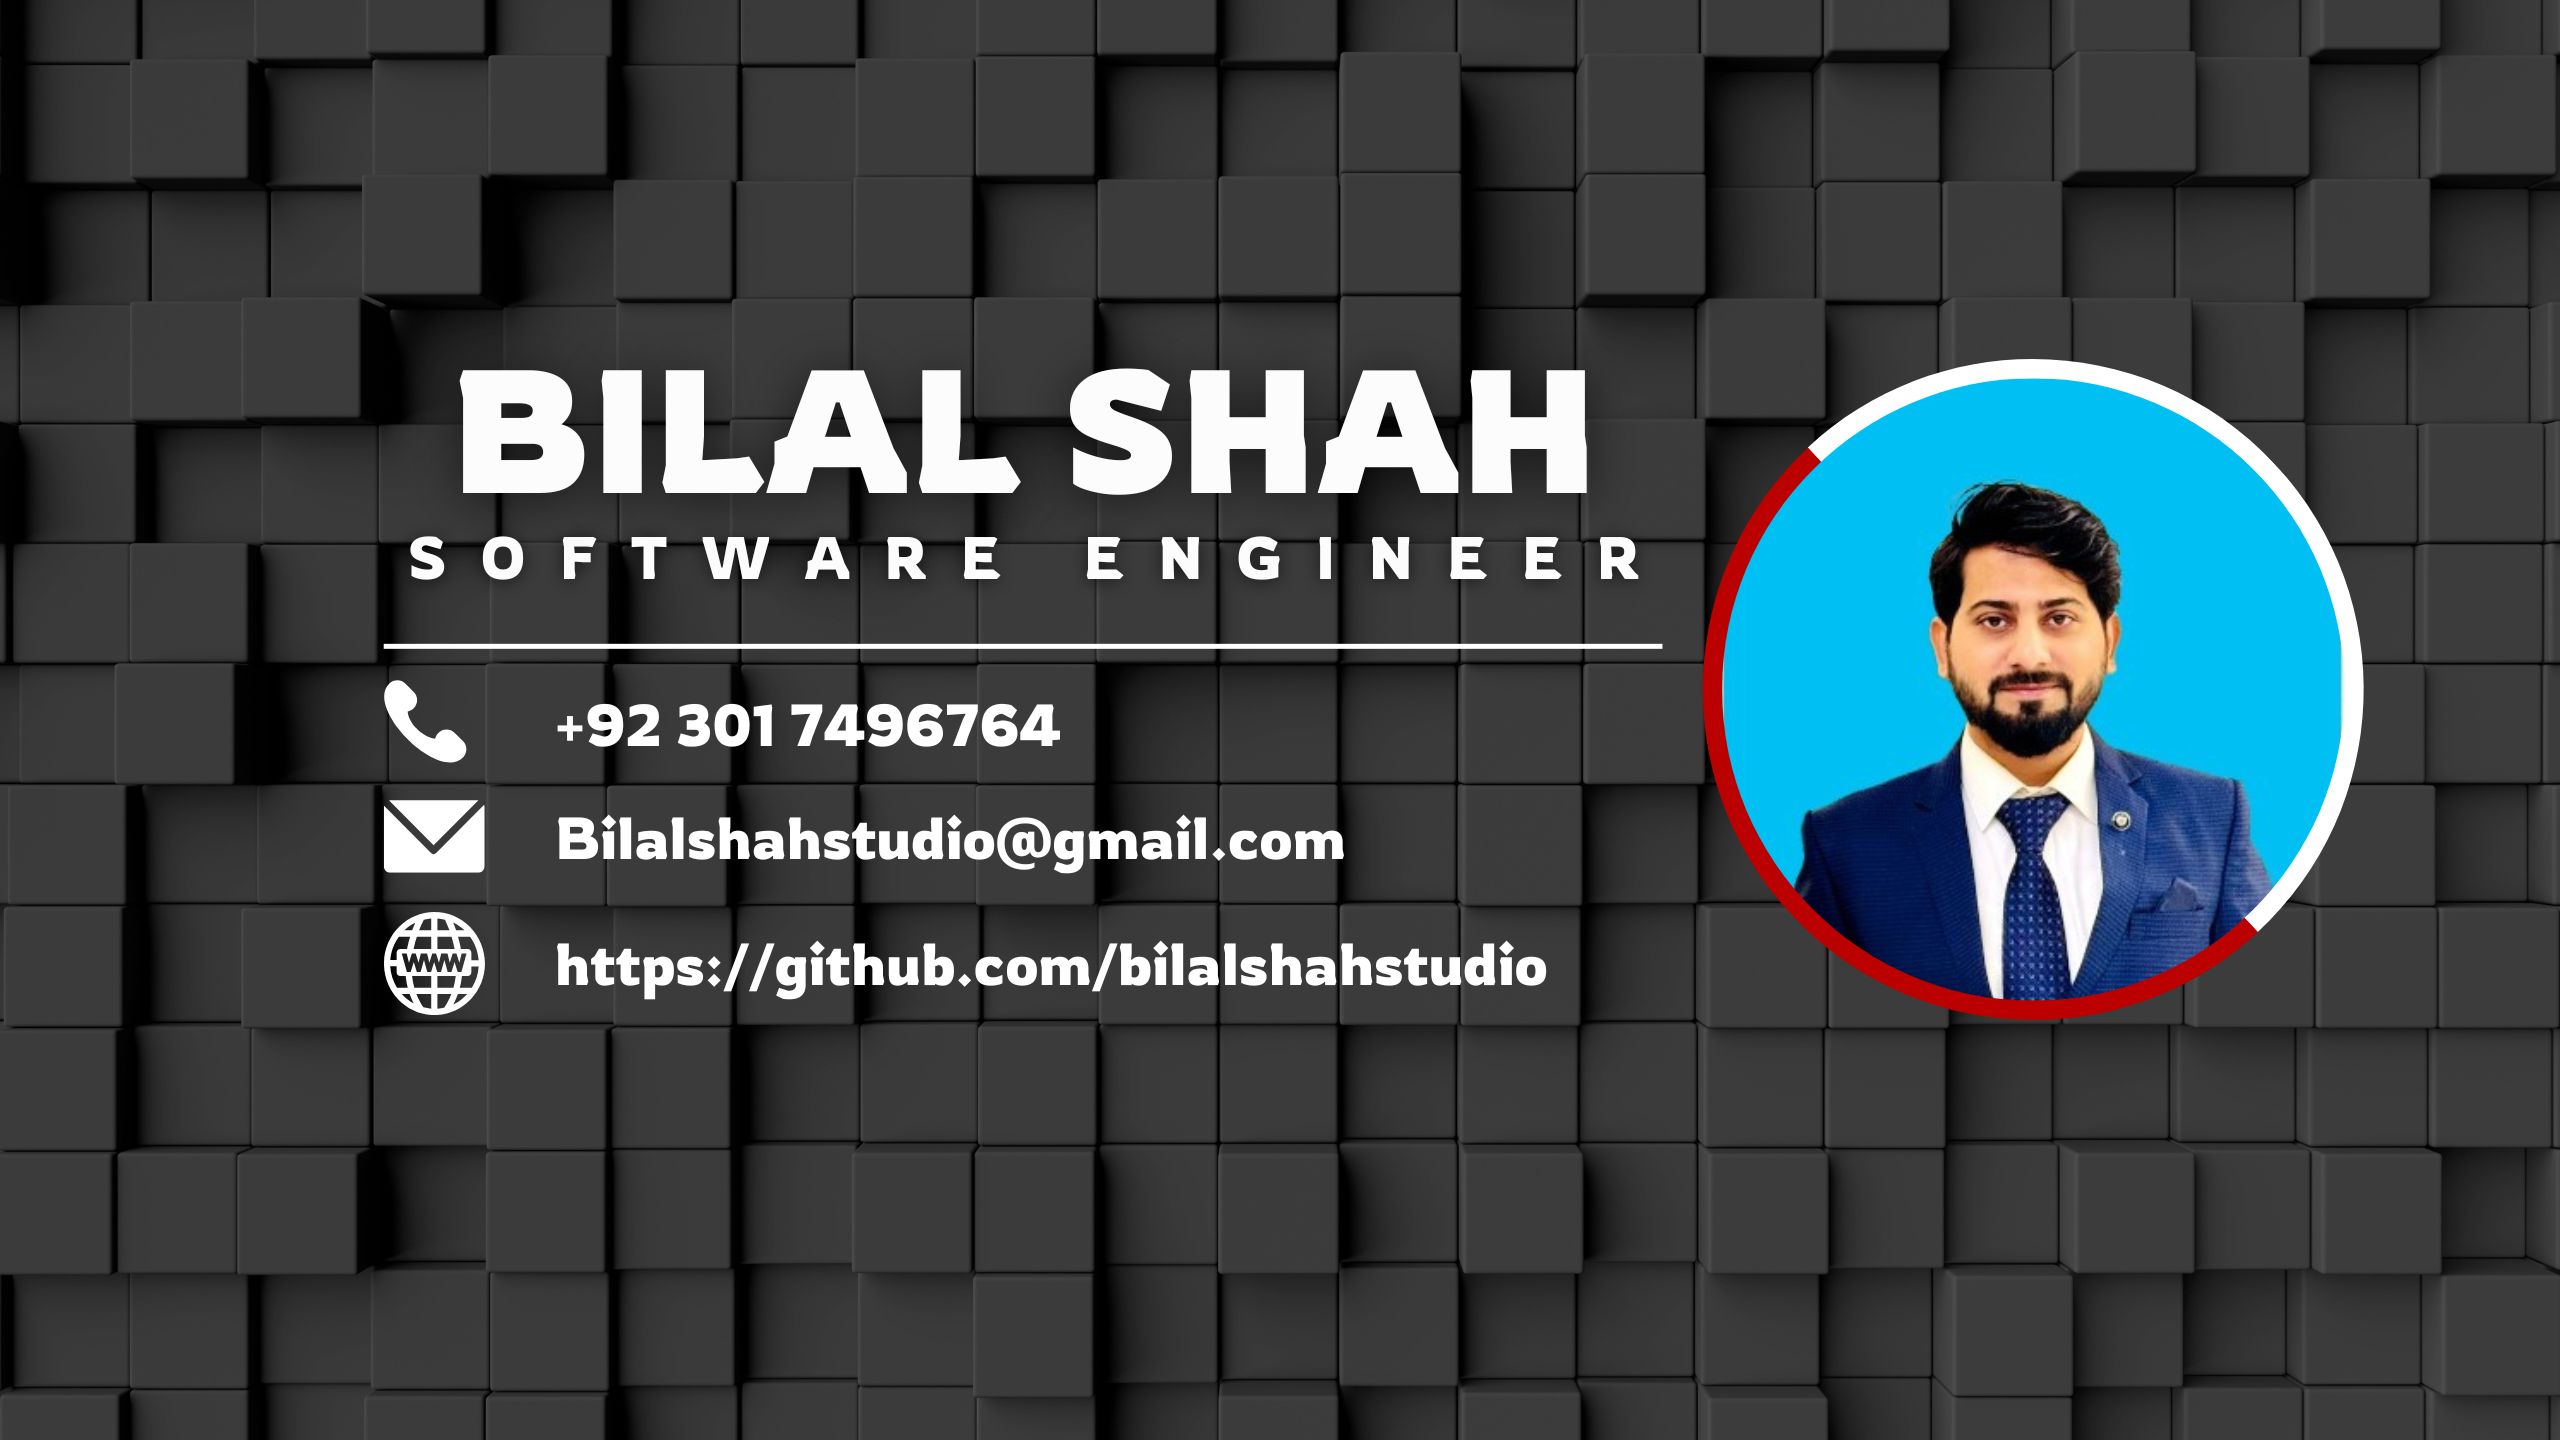 BILAL SHAH
SOFTWARE ENGINEER
+92 301 7496764
Bilalshahstudio@gmail.com
WWW
https://github.com/bilalshahstudio